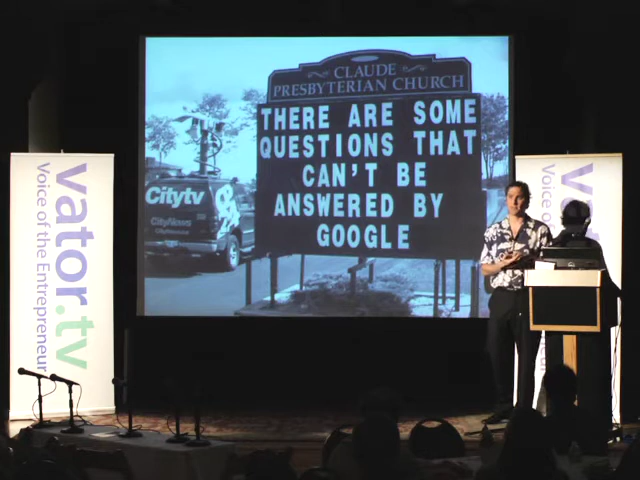 CLAUDE
PRESBYTERIAN CHURCH
THERE ARE SOME
QUESTIONS THAT
CAN'T BE
ANSWERED BY
GOOGLE
Citytv
CityNews
vator.tv
Voice of the Entrepreneur
vator
Voice of